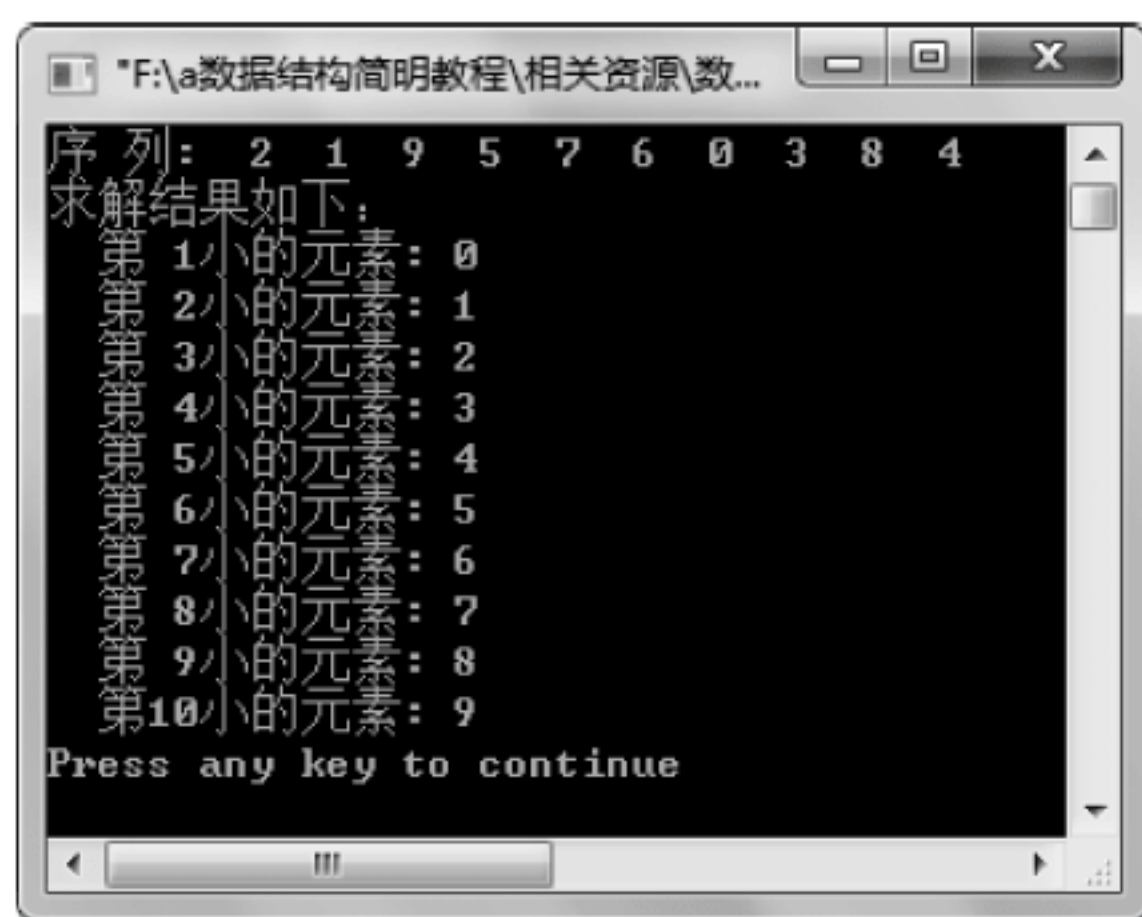 "F:\a数据结构简明教程\相关资源\数...
序 列: 2 1 9 5 7 6 0 3 8 4
求解结果如下:
第 1小的元素: 0
第 2小的元素: 1
第 3小的元素: 2
第 4小的元素: 3
第 5小的元素: 4
第 6小的元素: 5
第 7小的元素: 6
第 8小的元素: 7
第 9小的元素: 8
第10小的元素: 9
Press any key to continue